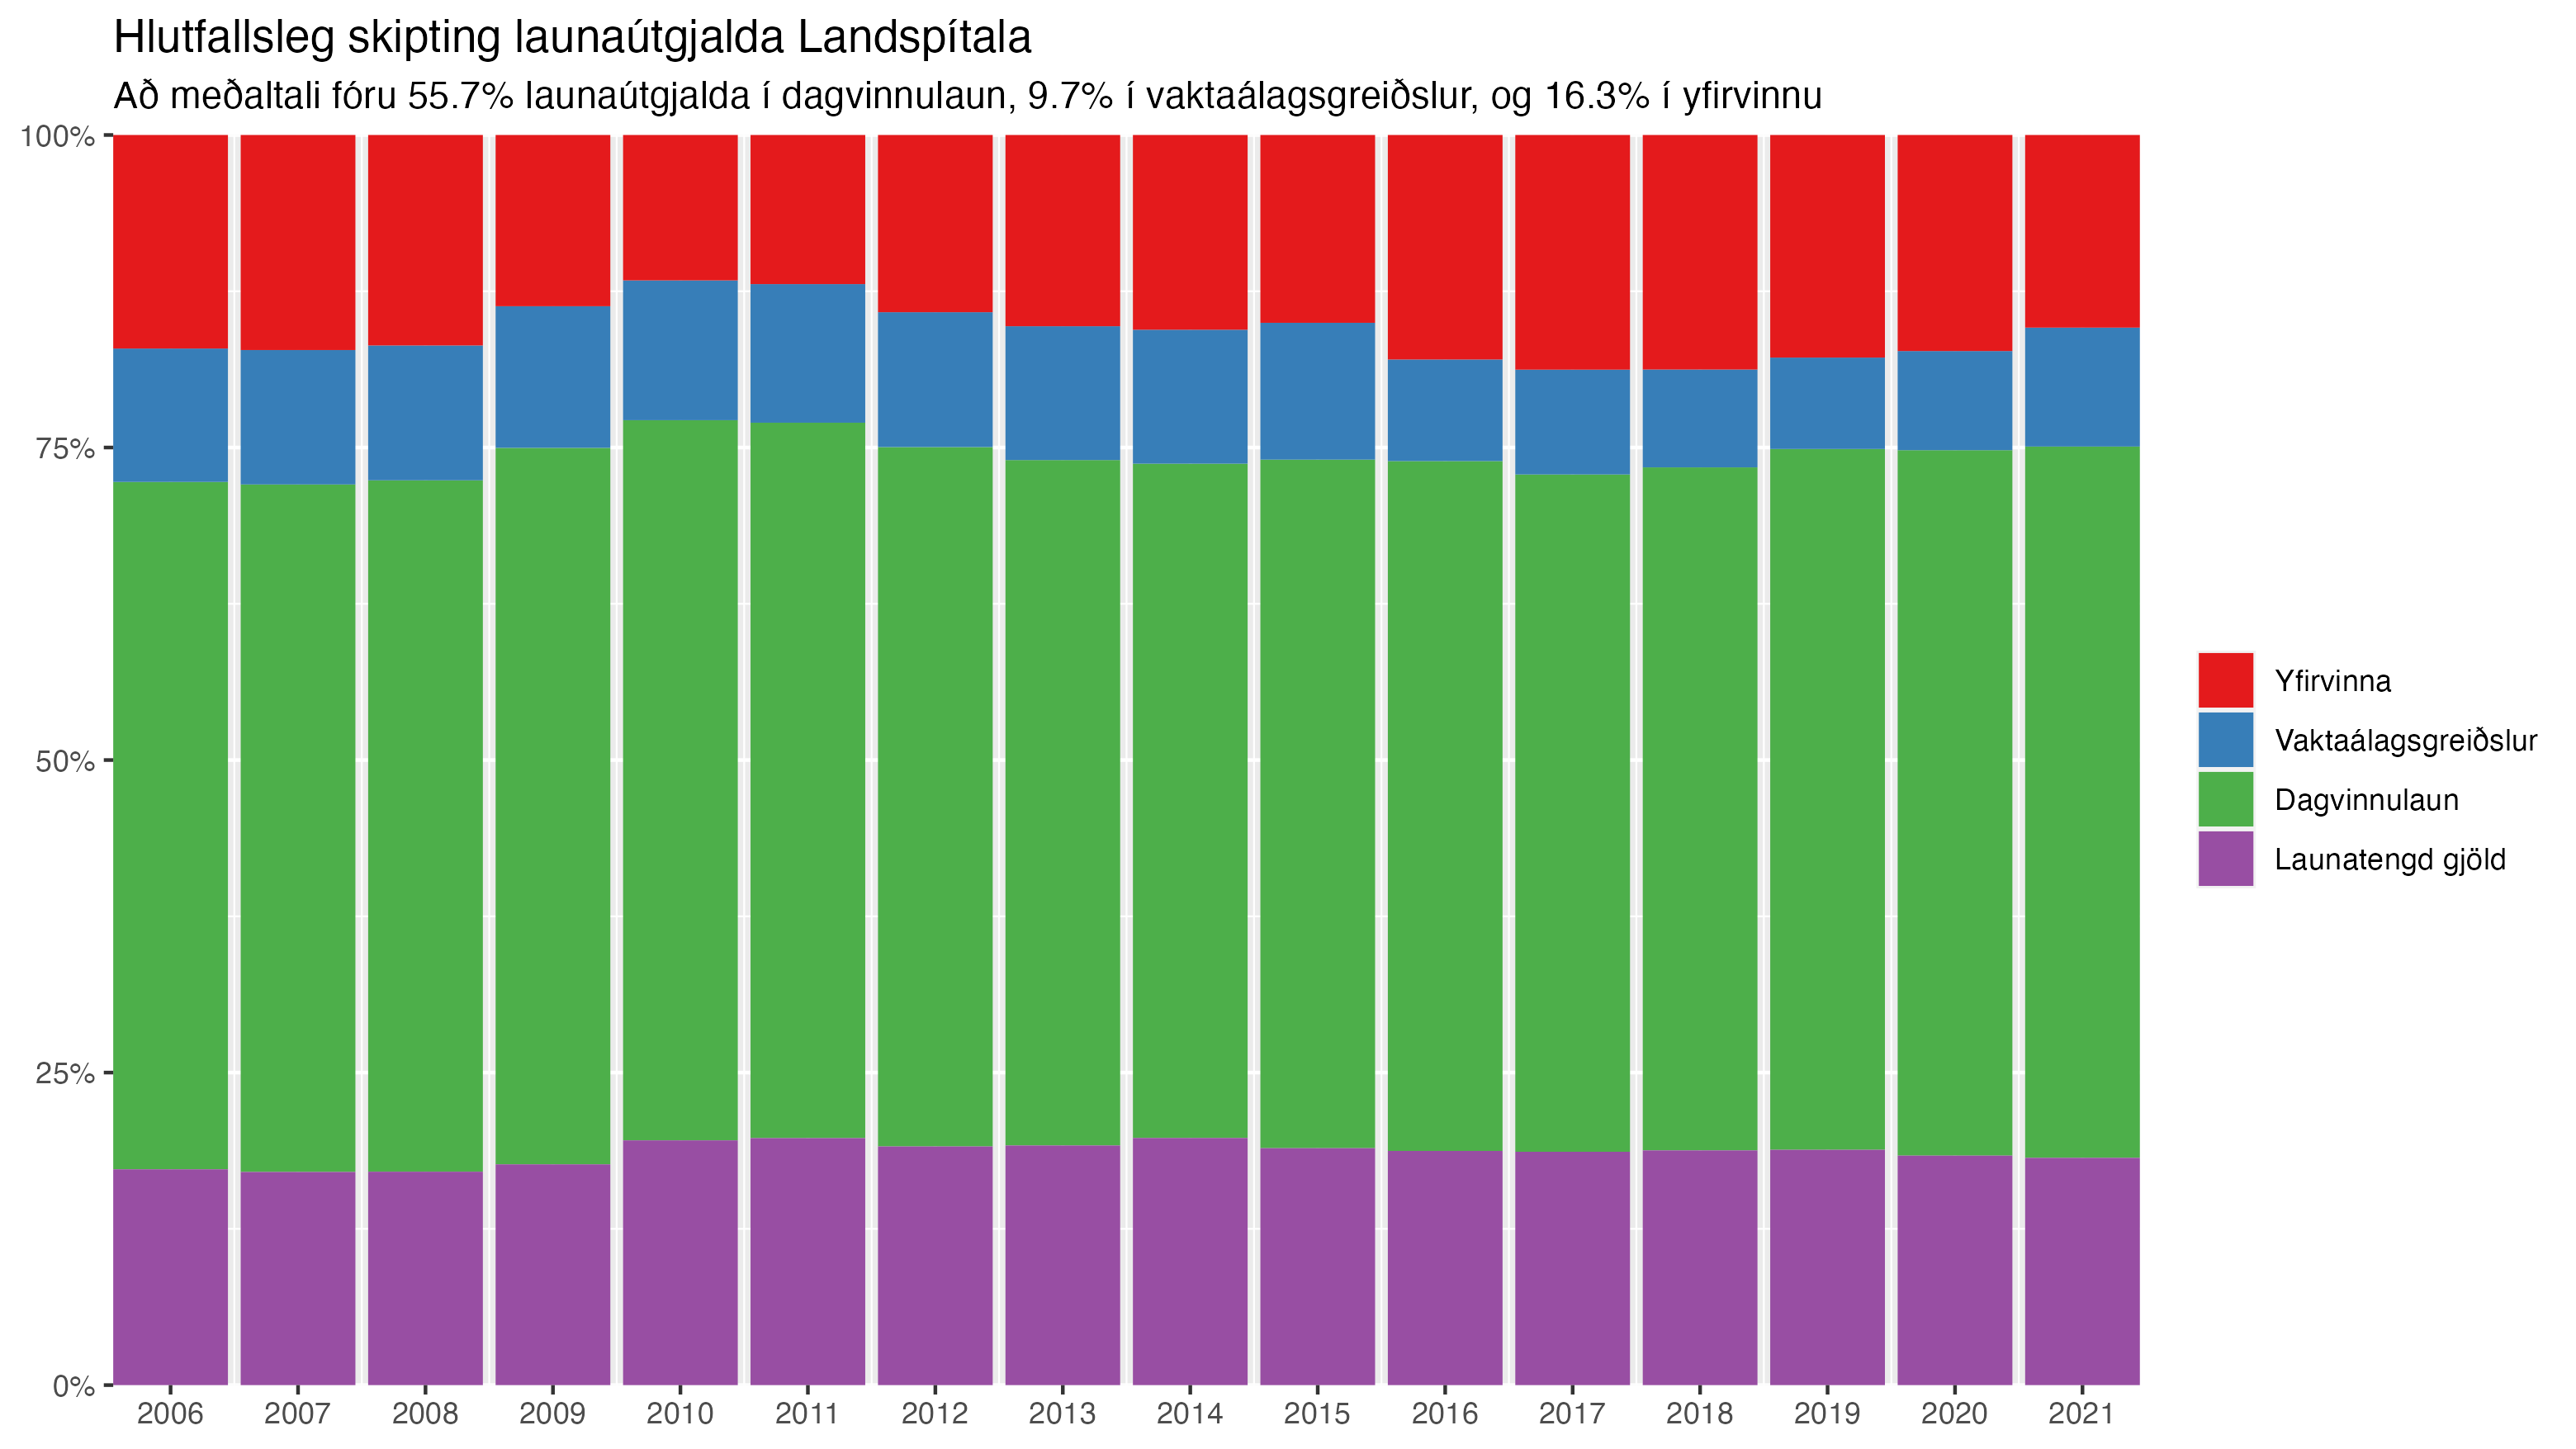 Hlutfallsleg skipting launaútgjalda Landspítala
Að meðaltali fóru 55.7% launaútgjalda í dagvinnulaun, 9.7% í vaktaálagsgreiðslur, og 16.3% í yfirvinnu
100%
75%
50%
25%
0%
2006 2007 2008 2009 2010 2011 2012 2013 2014 2015 2016 2017 2018 2019 2020 2021
Yfirvinna
Vaktaálagsgreiðslur
Dagvinnulaun
Launatengd gjöld